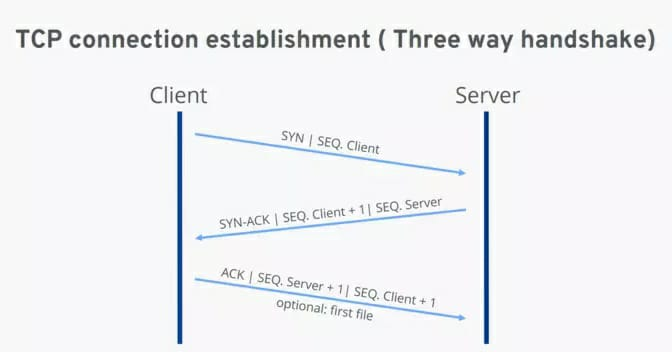 TCP connection establishment ( Three way handshake)
Client
Server
SYN | SEQ. Client
SYN-ACK | SEQ. Client + 1| SEQ. Server
ACK | SEQ. Server + 1| SEQ. Client + 1
optional: first file